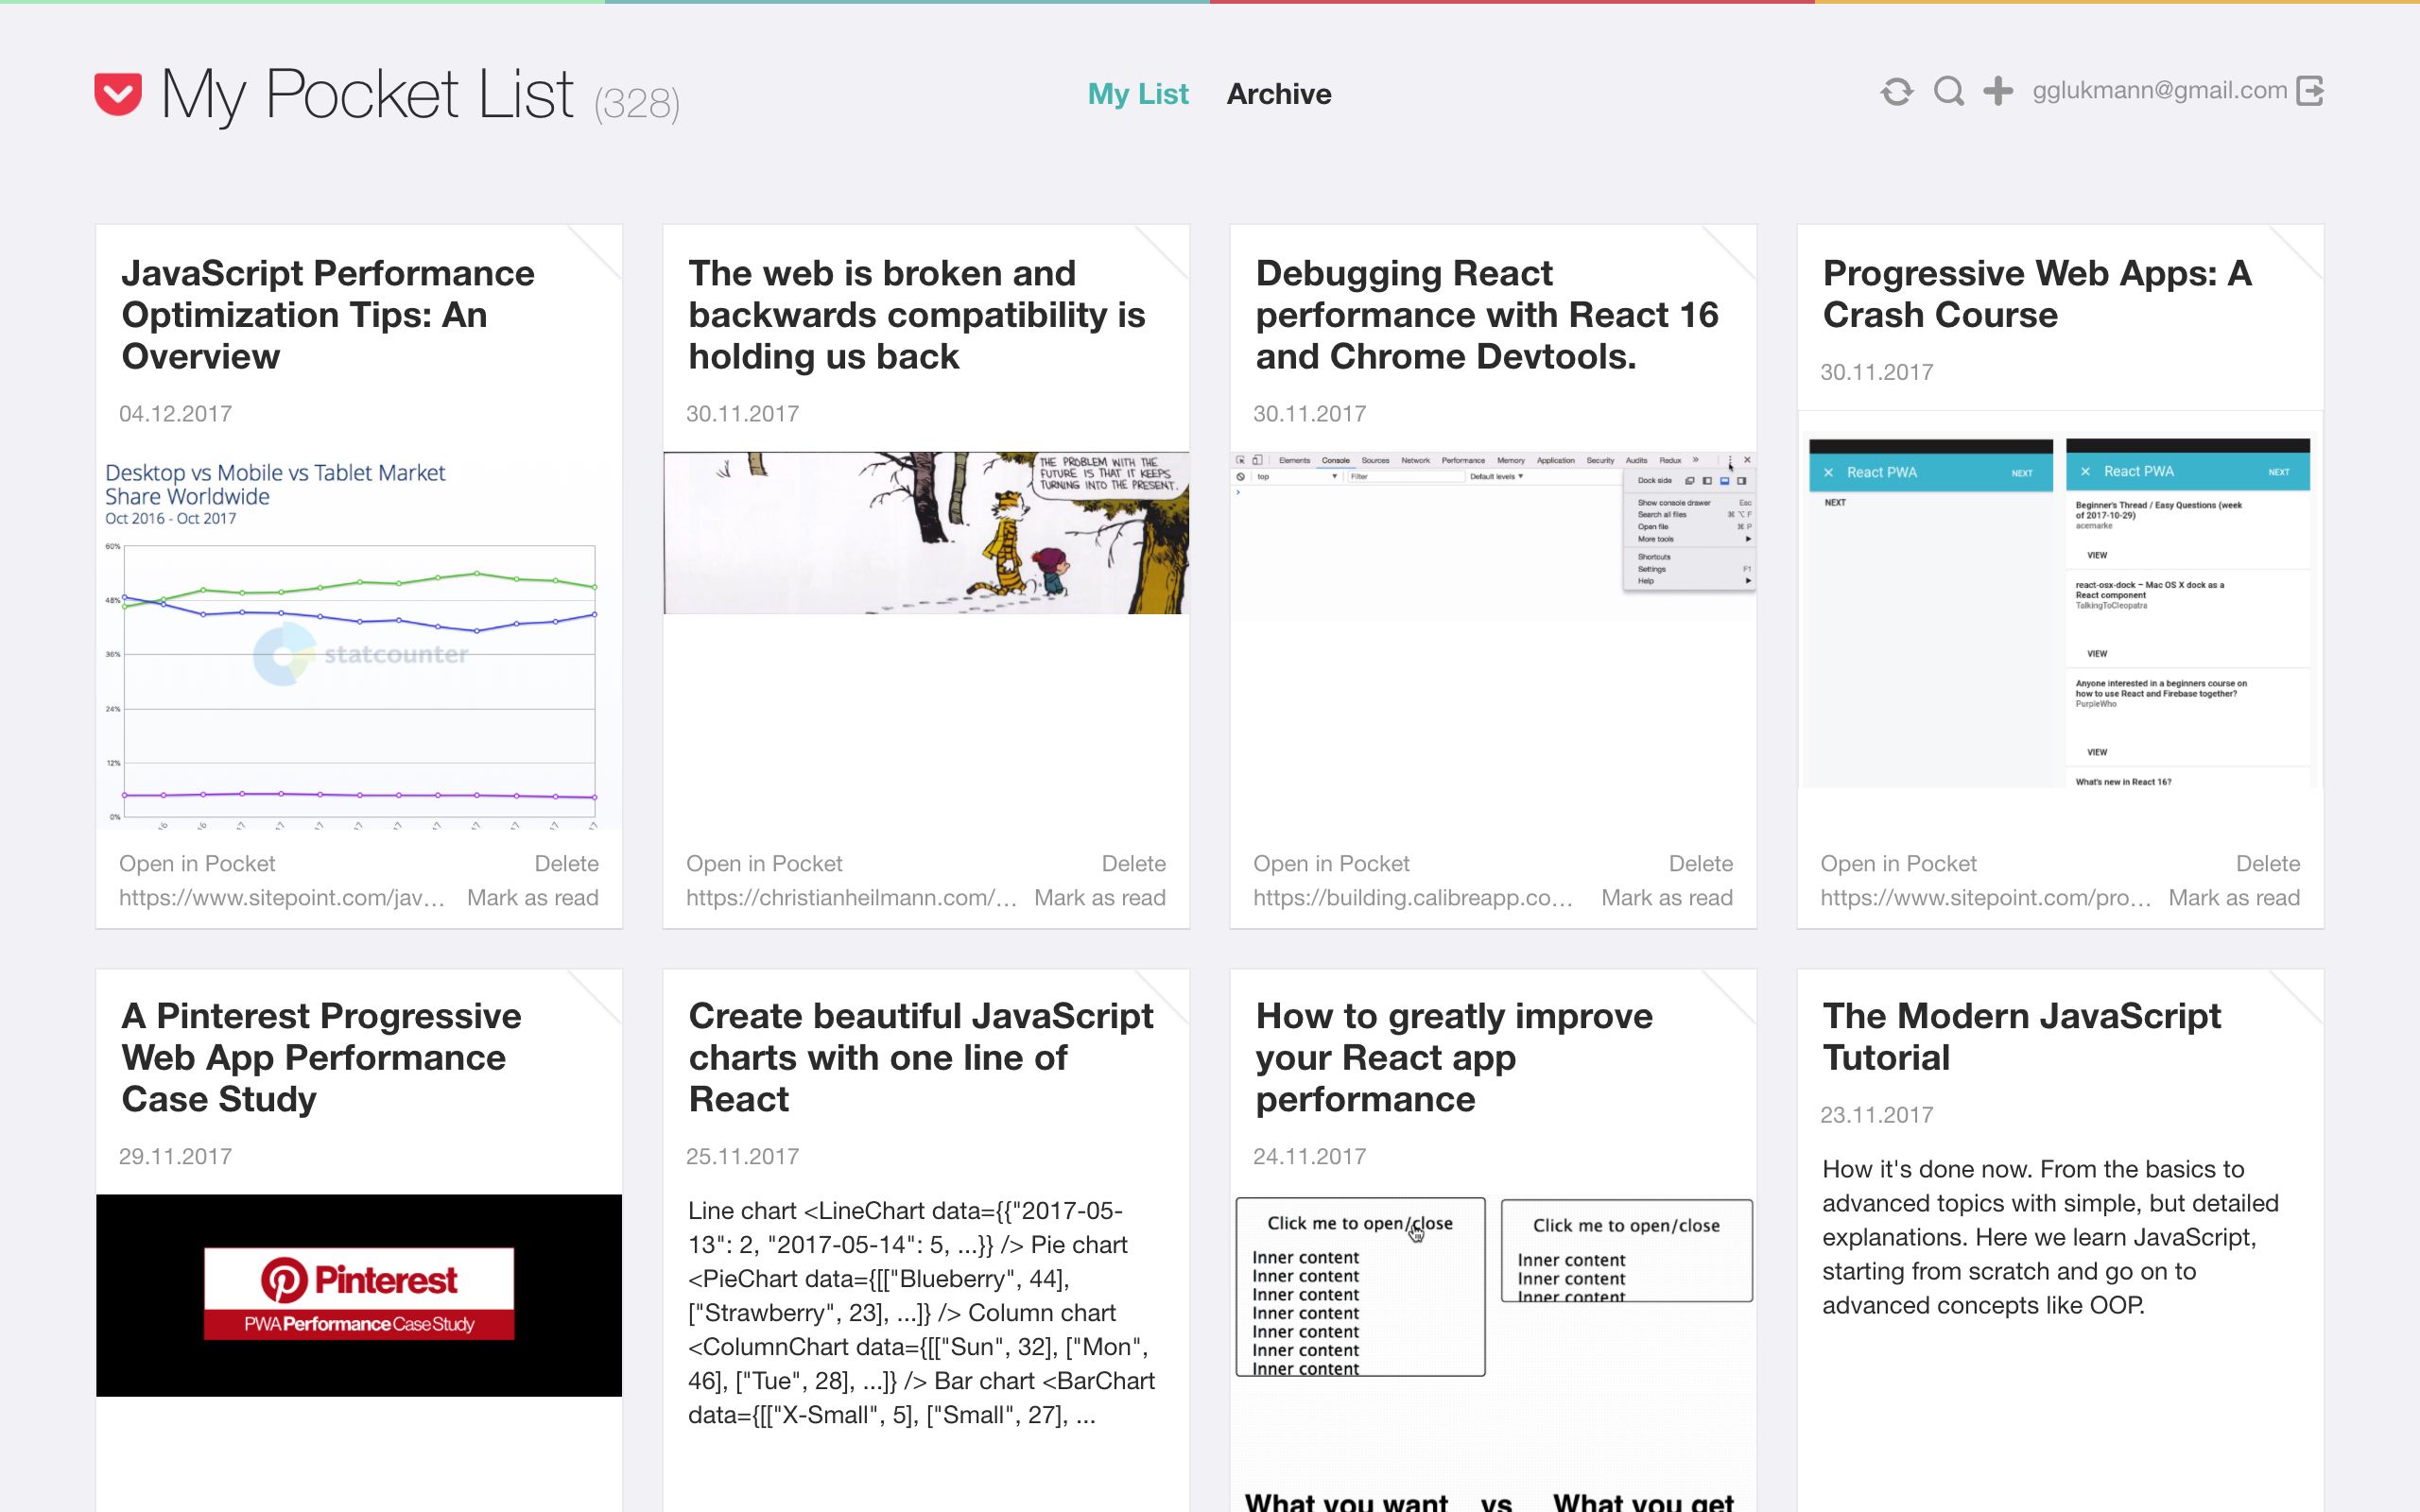 My Pocket List (328)
My List
Archive
gglukmann@gmail.com
JavaScript Performance
Optimization Tips: An
Overview
04.12.2017
Desktop vs Mobile vs Tablet Market
Share Worldwide
Oct 2016 - Oct 2017
60%
48%
36%
24%
12%
0%
statcounter
Open in Pocket
Delete
https://www.sitepoint.com/jav...
Mark as read
The web is broken and
backwards compatibility is
holding us back
30.11.2017
THE PROBLEM WITH THE
FUTURE IS THAT IT KEEPS
TURNING INTO THE PRESENT.
Open in Pocket
Delete
https://christianheilmann.com/...
Mark as read
Debugging React
performance with React 16
and Chrome Devtools.
30.11.2017
Elements Console Sources Network Performance Memory Application Security Audits Redux »
top
Filter
Default levels
Dock side
Show console drawer Esc
Search all files ⌘ ⌥ F
Open file ⌘ P
More tools
Shortcuts
Settings F1
Help
Open in Pocket
Delete
https://building.calibreapp.co...
Mark as read
Progressive Web Apps: A
Crash Course
30.11.2017
× React PWA NEXT
NEXT
× React PWA NEXT
Beginner's Thread / Easy Questions (week
of 2017-10-29)
acemarke
VIEW
react-osx-dock – Mac OS X dock as a
React component
TalkingToCleopatra
VIEW
Anyone interested in a beginners course on
how to use React and Firebase together?
PurpleWho
VIEW
What's new in React 16?
Open in Pocket
Delete
https://www.sitepoint.com/pro...
Mark as read
A Pinterest Progressive
Web App Performance
Case Study
29.11.2017
Pinterest
PWA Performance Case Study
Create beautiful JavaScript
charts with one line of
React
25.11.2017
Line chart <LineChart data={{"2017-05-
13": 2, "2017-05-14": 5, ...}} /> Pie chart
<PieChart data={[["Blueberry", 44],
["Strawberry", 23], ...]} /> Column chart
<ColumnChart data={[["Sun", 32], ["Mon",
46], ["Tue", 28], ...]} /> Bar chart <BarChart
data={[["X-Small", 5], ["Small", 27], ...
How to greatly improve
your React app
performance
24.11.2017
Click me to open/close
Inner content
Inner content
Inner content
Inner content
Inner content
Inner content
Inner content
Click me to open/close
Inner content
Inner content
Inner content
What you want vs What you get
The Modern JavaScript
Tutorial
23.11.2017
How it's done now. From the basics to
advanced topics with simple, but detailed
explanations. Here we learn JavaScript,
starting from scratch and go on to
advanced concepts like OOP.